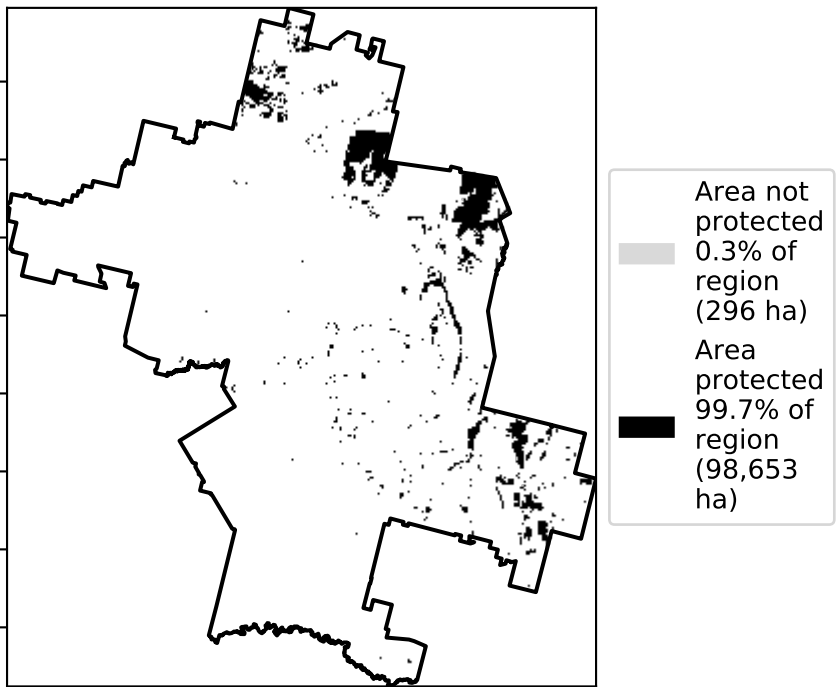 Area not
protected
0.3% of
region
(296 ha)
Area
protected
99.7% of
region
(98,653
ha)